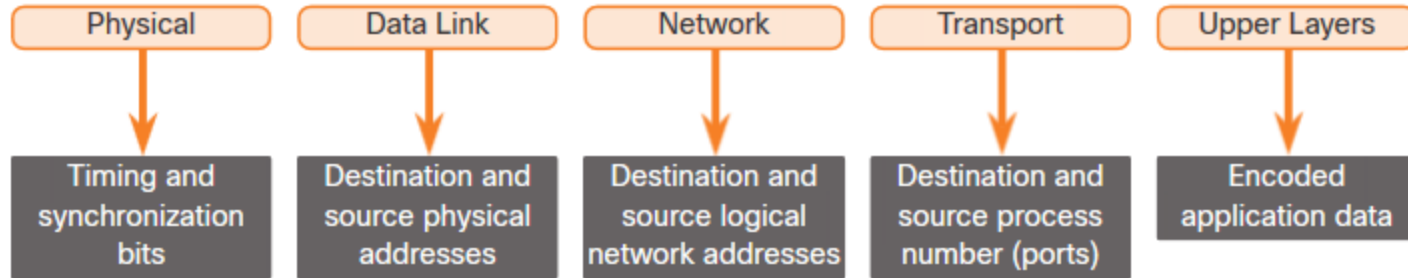 Physical
Data Link
Network
Transport
Upper Layers
Timing and
synchronization
bits
Destination and
source physical
addresses
Destination and
source logical
network addresses
Destination and
source process
number (ports)
Encoded
application data